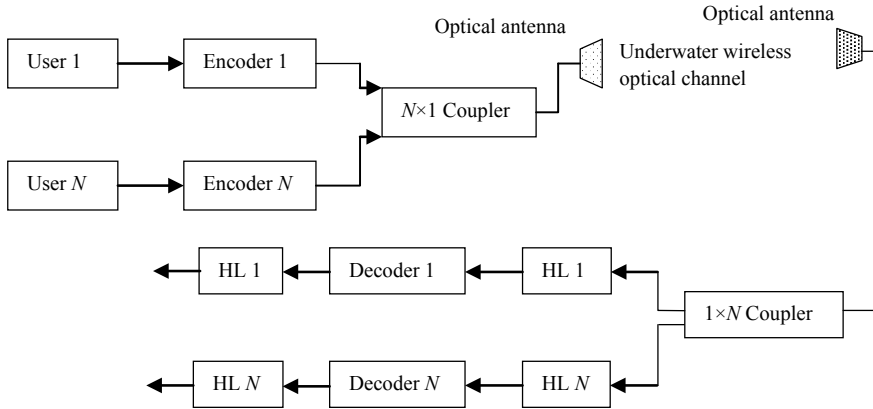 Optical antenna
Optical antenna
User 1
Encoder 1
Underwater wireless
optical channel
N×1 Coupler
User N
Encoder N
HL 1
Decoder 1
HL 1
1×N Coupler
HL N
Decoder N
HL N